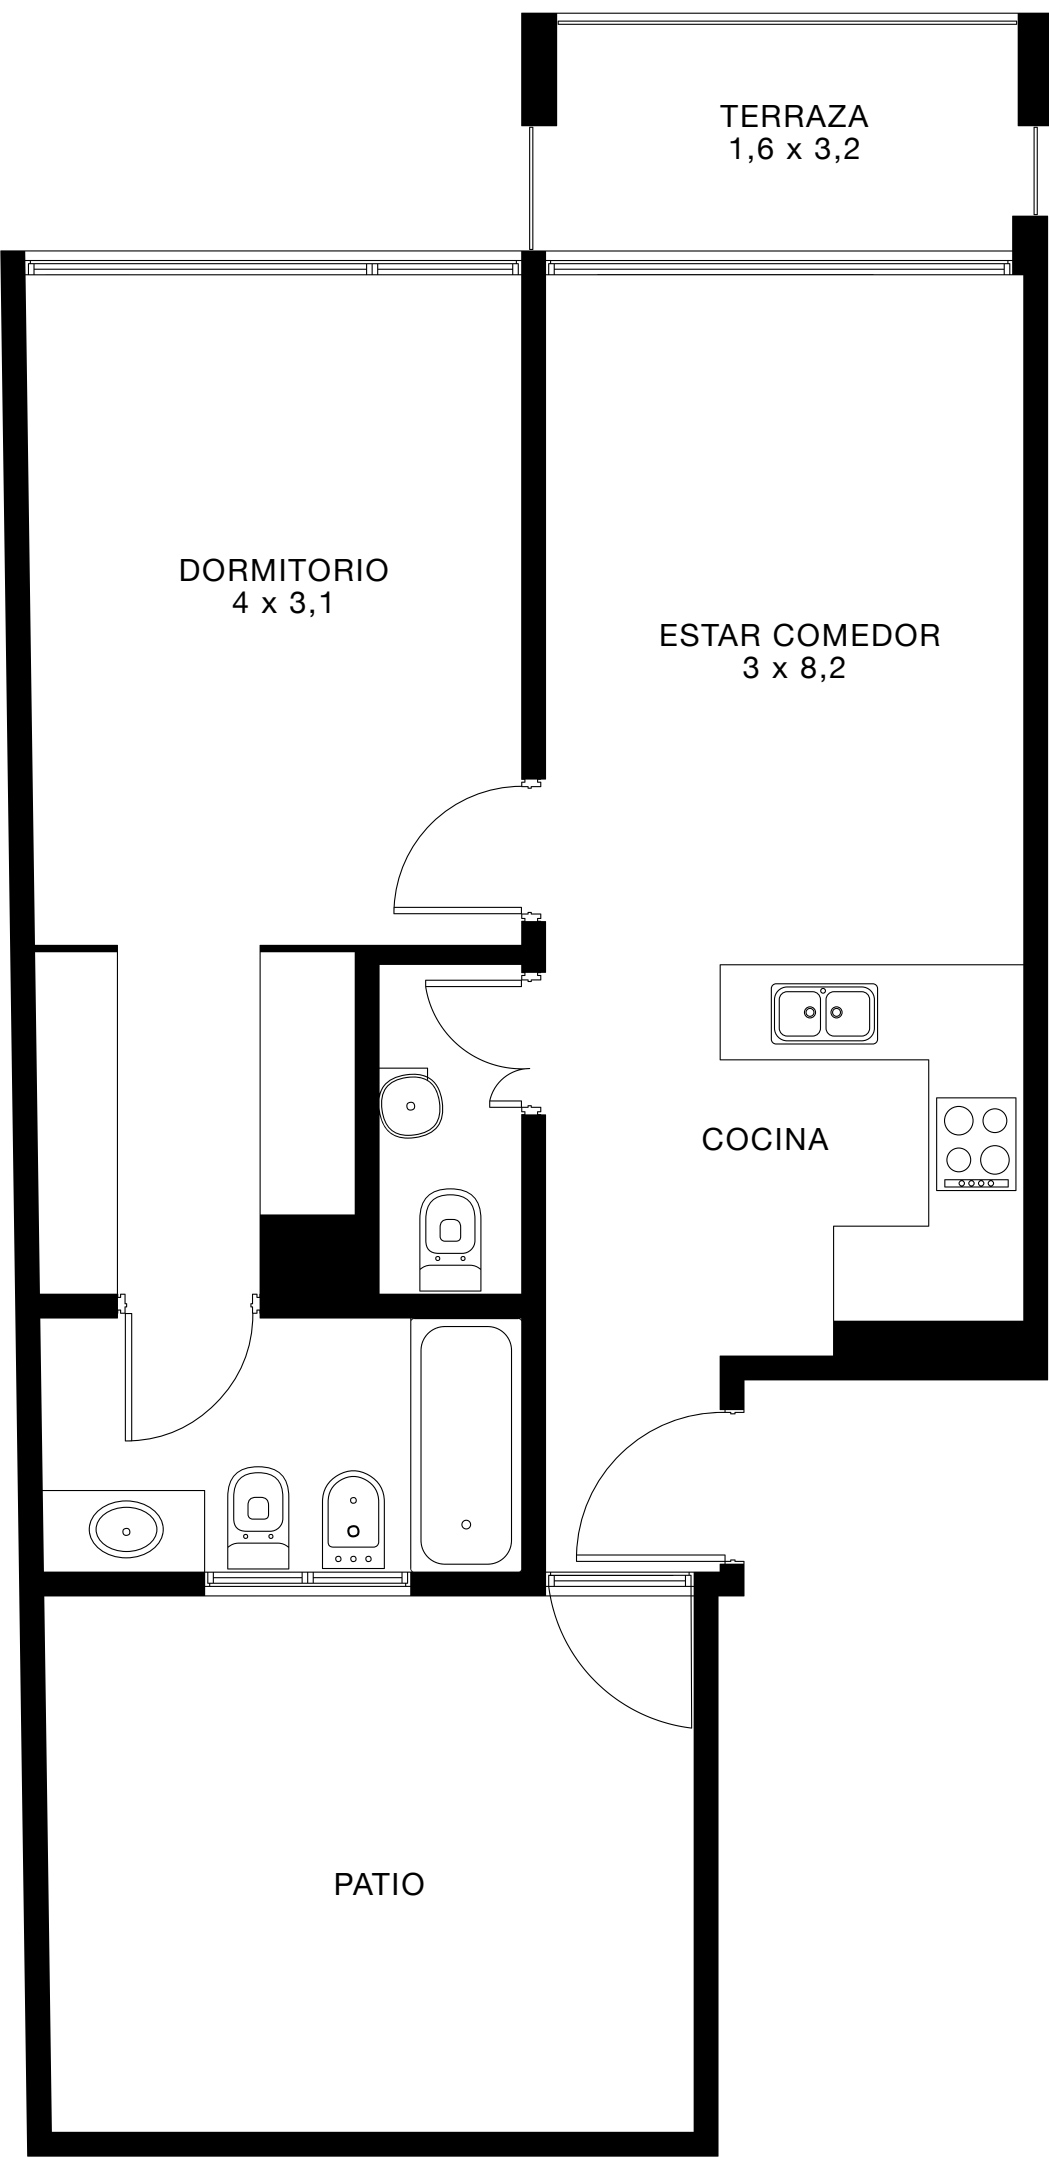 TERRAZA
1,6 x 3,2
DORMITORIO
4 x 3,1
ESTAR COMEDOR
3 x 8,2
COCINA
PATIO